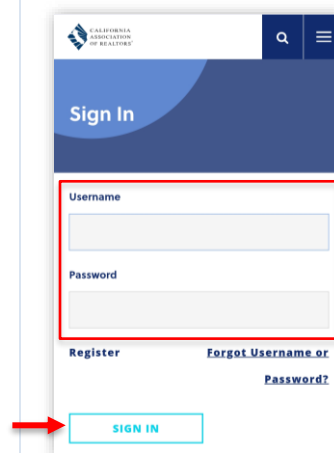 CALIFORNIA
ASSOCIATION
OF REALTORS®
Sign In
Username
Password
Register Forgot Username or
Password?
SIGN IN